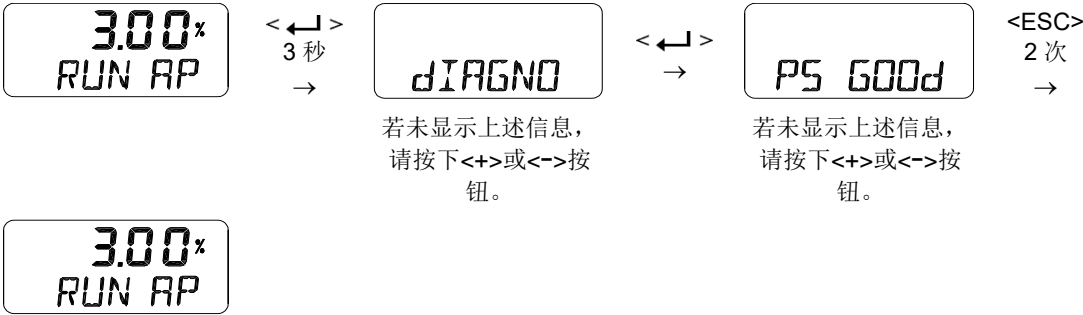 3.00%
RUN AP
< ↵ >
3 秒
→
dIAGNO
若未显示上述信息，
请按下<+>或<->按
钮。
< ↵ >
→
PS GOOd
若未显示上述信息，
请按下<+>或<->按
钮。
<ESC>
2 次
→
3.00%
RUN AP